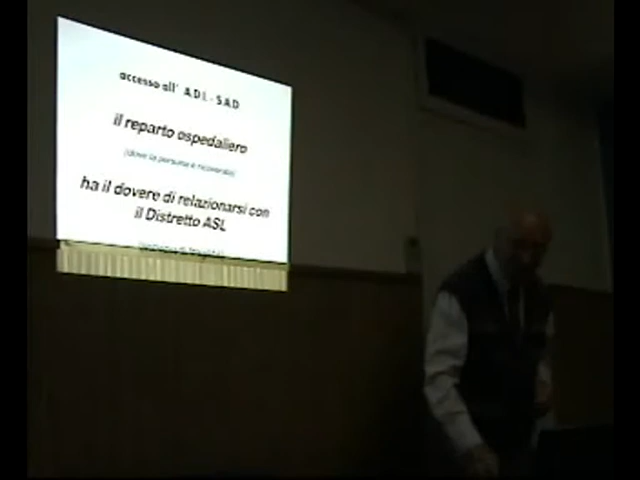 accesso all' A.D.I. - S.A.D
il reparto ospedaliero
(dove la persona è ricoverata)
ha il dovere di relazionarsi con
il Distretto ASL